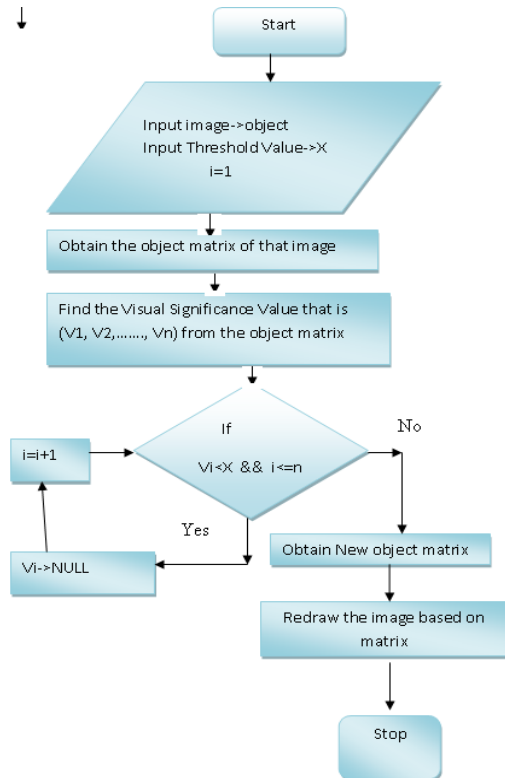 Start
Input image->object
Input Threshold Value->X
i=1
Obtain the object matrix of that image
Find the Visual Significance Value that is
(V1, V2,......., Vn) from the object matrix
If
Vi<X && i<=n
No
i=i+1
Yes
Vi->NULL
Obtain New object matrix
Redraw the image based on
matrix
Stop